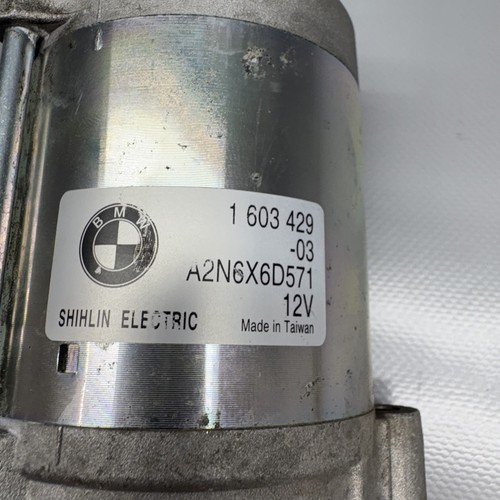 BMW
1 603 429
-03
A2N6X6D571
12V
SHIHLIN ELECTRIC
Made in Taiwan